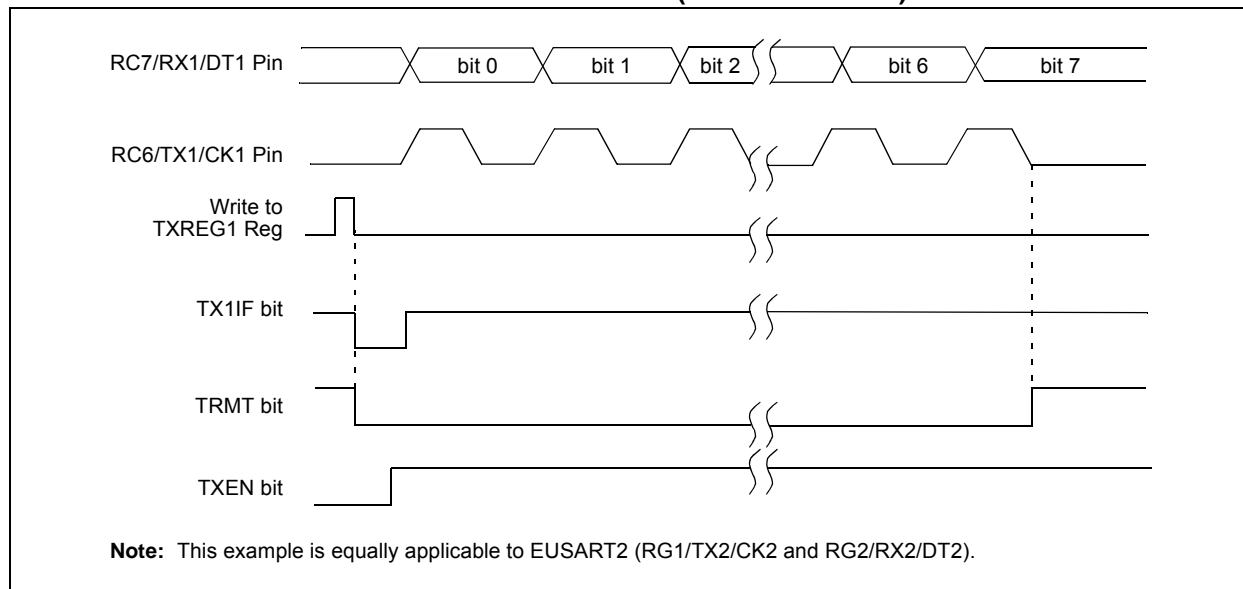 RC7/RX1/DT1 Pin
bit 0
bit 1
bit 2
bit 6
bit 7
RC6/TX1/CK1 Pin
Write to
TXREG1 Reg
TX1IF bit
TRMT bit
TXEN bit
Note: This example is equally applicable to EUSART2 (RG1/TX2/CK2 and RG2/RX2/DT2).